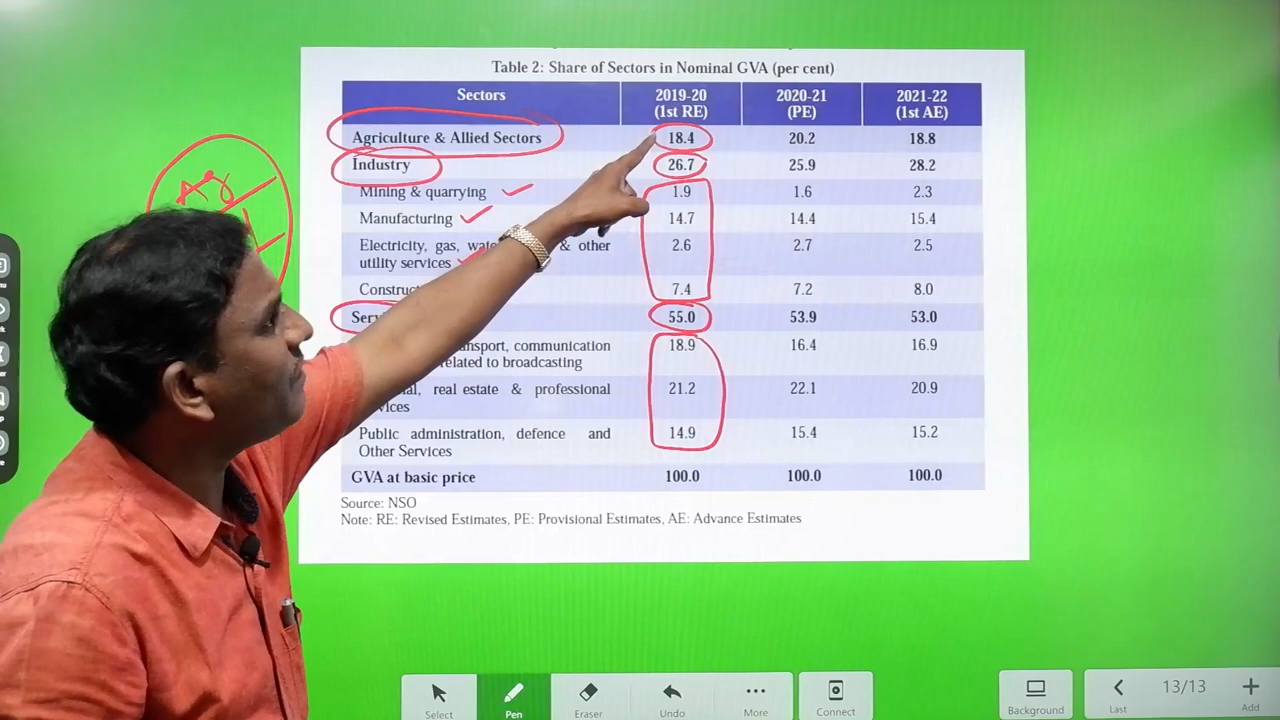 Table 2: Share of Sectors in Nominal GVA (per cent)
Sectors 2019-20 (1st RE) 2020-21 (PE) 2021-22 (1st AE)
Agriculture & Allied Sectors 18.4 20.2 18.8
Industry 26.7 25.9 28.2
Mining & quarrying 1.9 1.6 2.3
Manufacturing 14.7 14.4 15.4
Electricity, gas, & other
utility services 2.6 2.7 2.5
7.4 7.2 8.0
55.0 53.9 53.0
communication
related to broadcasting 18.9 16.4 16.9
real estate & professional
21.2 22.1 20.9
Public administration, defence and
Other Services 14.9 15.4 15.2
GVA at basic price 100.0 100.0 100.0
Source: NSO
Note: RE: Revised Estimates, PE: Provisional Estimates, AE: Advance Estimates
Select Pen Eraser Undo More Connect Background Last 13/13 Add